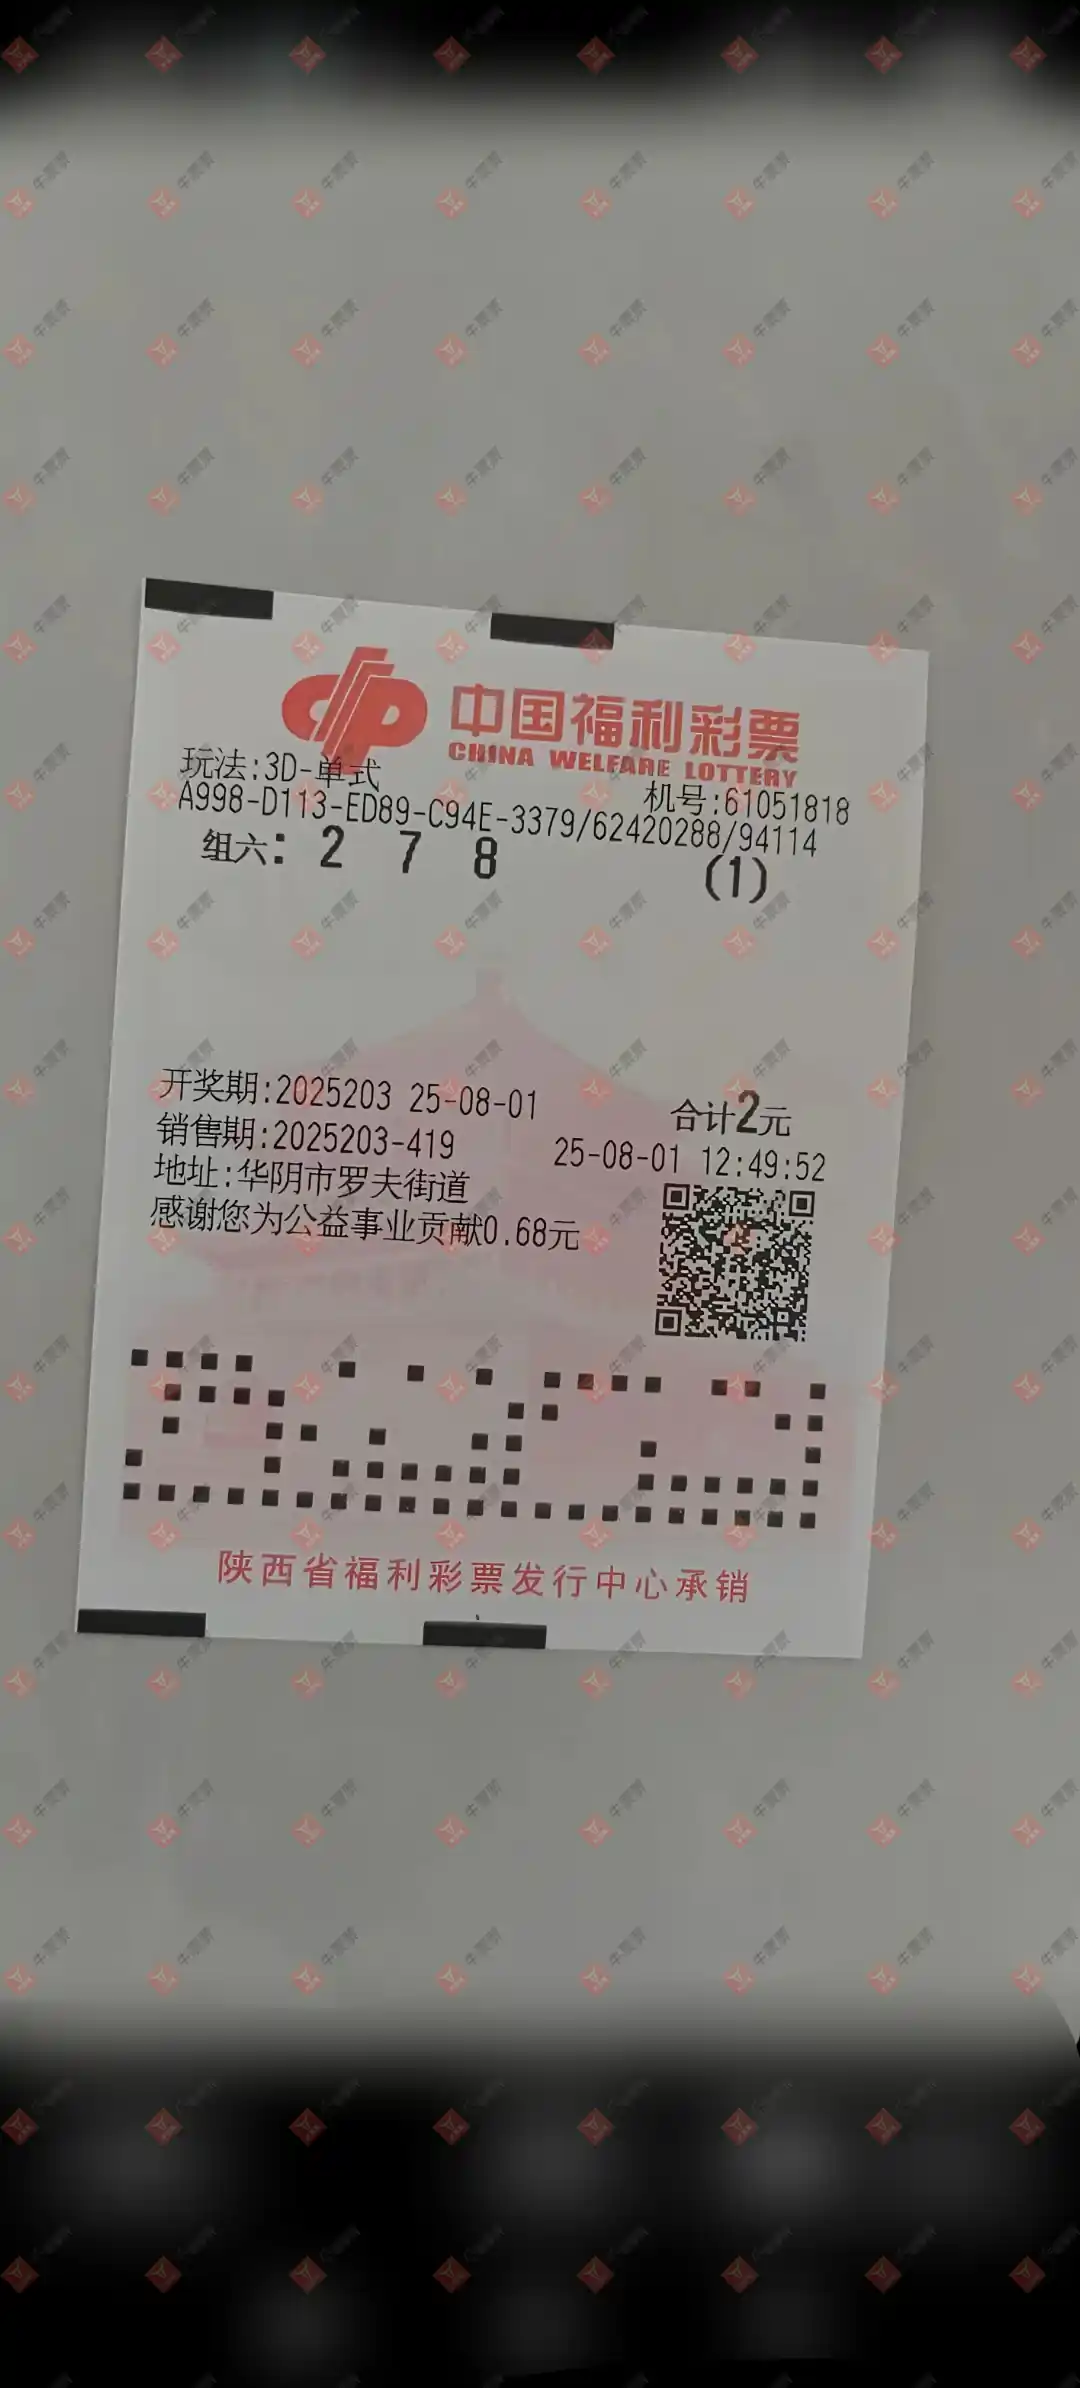 中国福利彩票
CHINA WELFARE LOTTERY
玩法:3D-单式
机号:61051818
A998-D113-ED89-C94E-3379/62420288/94114
组六: 2 7 8 (1)
开奖期:2025203 25-08-01
合计2元
销售期:2025203-419
25-08-01 12:49:52
地址:华阴市罗夫街道
感谢您为公益事业贡献0.68元
陕西省福利彩票发行中心承销
牛票票